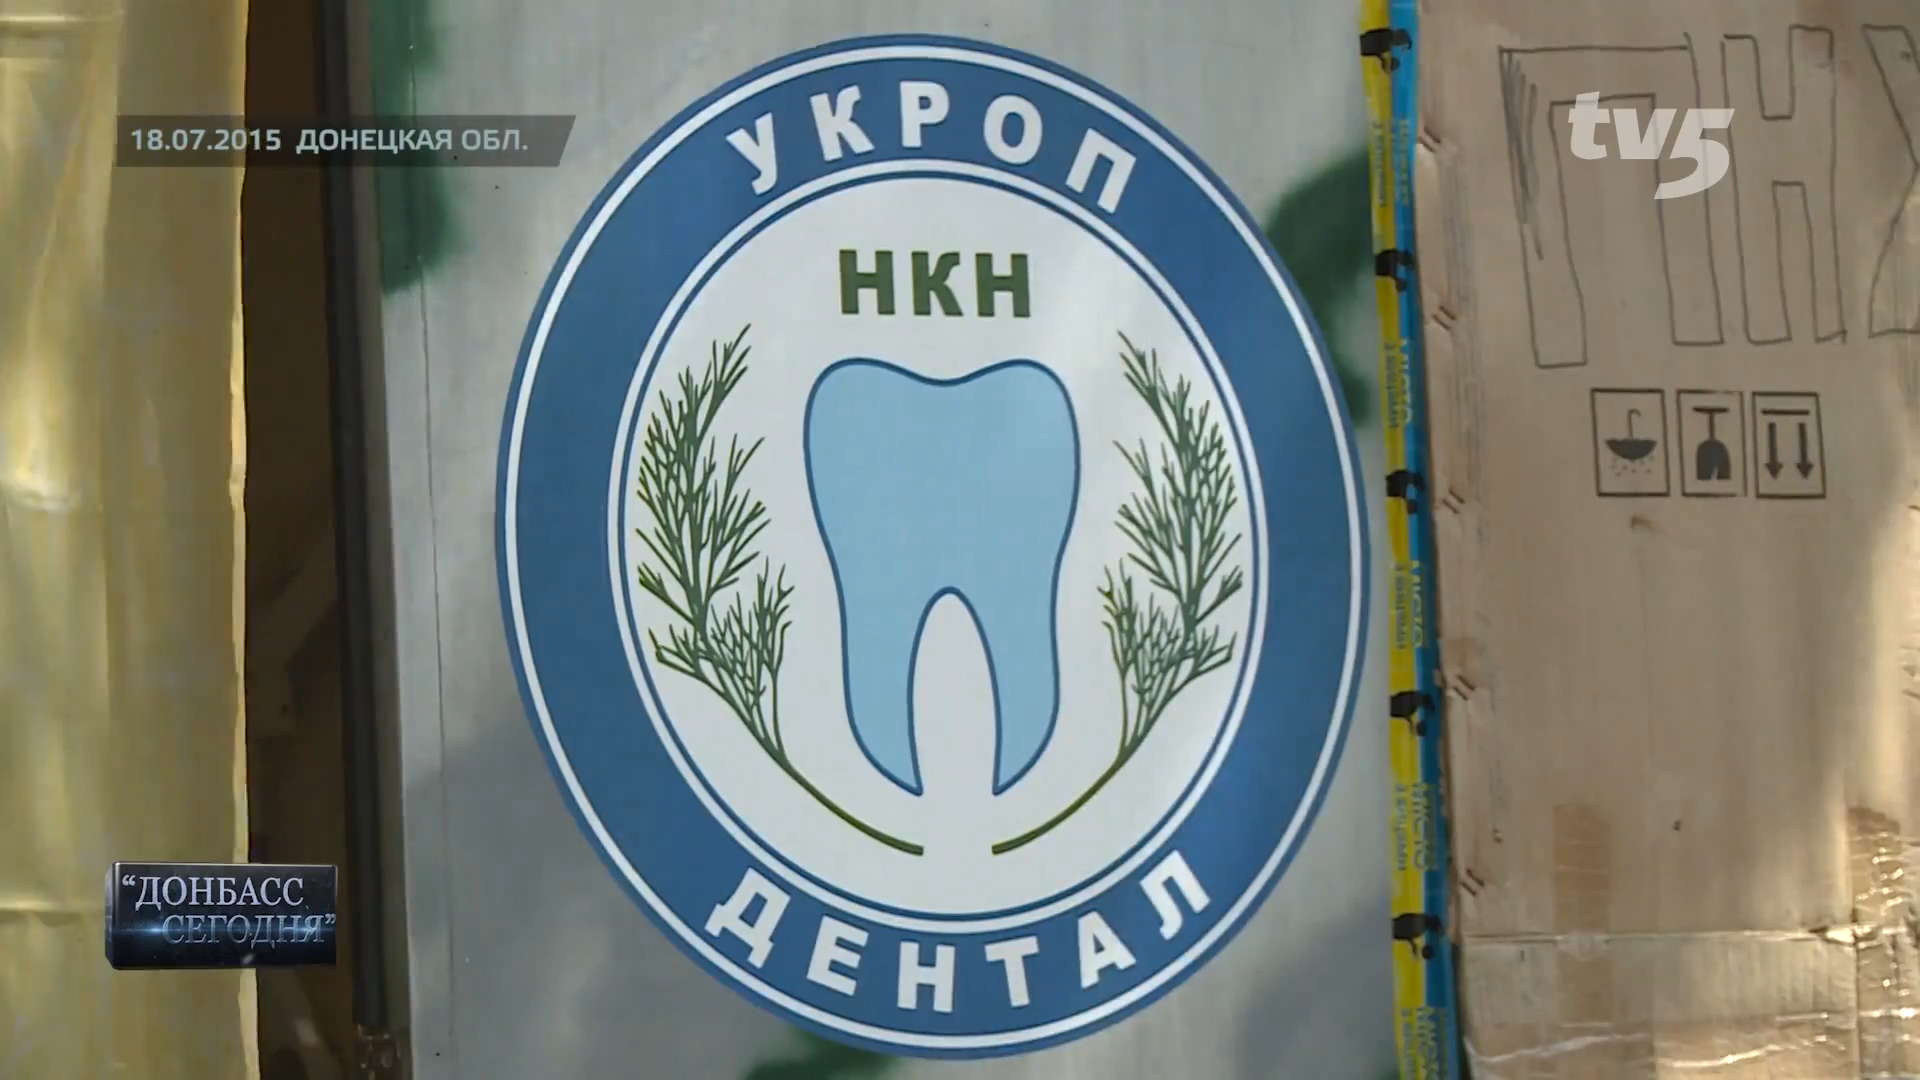 18.07.2015 ДОНЕЦКАЯ ОБЛ.
tv5
УКРОП
НКН
ДЕНТАЛ
"ДОНБАСС
СЕГОДНЯ"